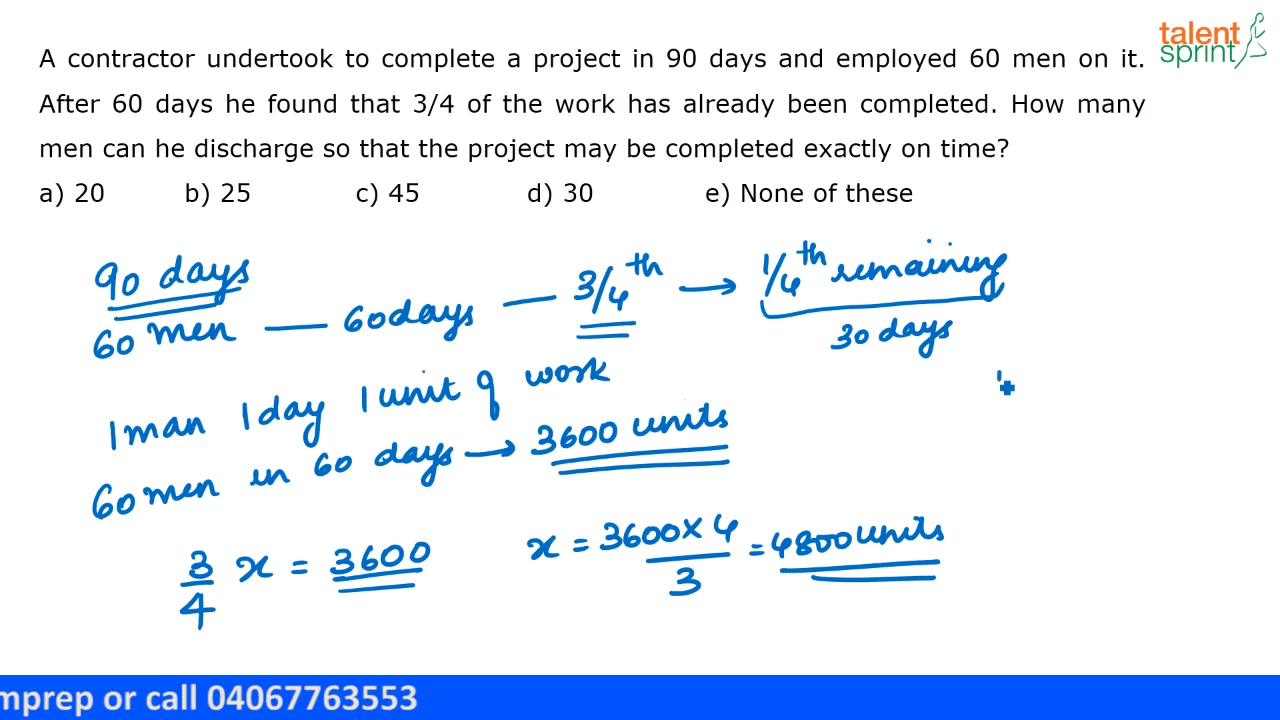 talent
sprint
A contractor undertook to complete a project in 90 days and employed 60 men on it.
After 60 days he found that 3/4 of the work has already been completed. How many
men can he discharge so that the project may be completed exactly on time?
a) 20 b) 25 c) 45 d) 30 e) None of these
90 days
60 men — 60days — 3/4th → 1/4th remaining
30 days
1 man 1 day 1 unit of work
60 men in 60 days → 3600 units
3/4 x = 3600 x = 3600 × 4/3 = 4800 units
mprep or call 04067763553